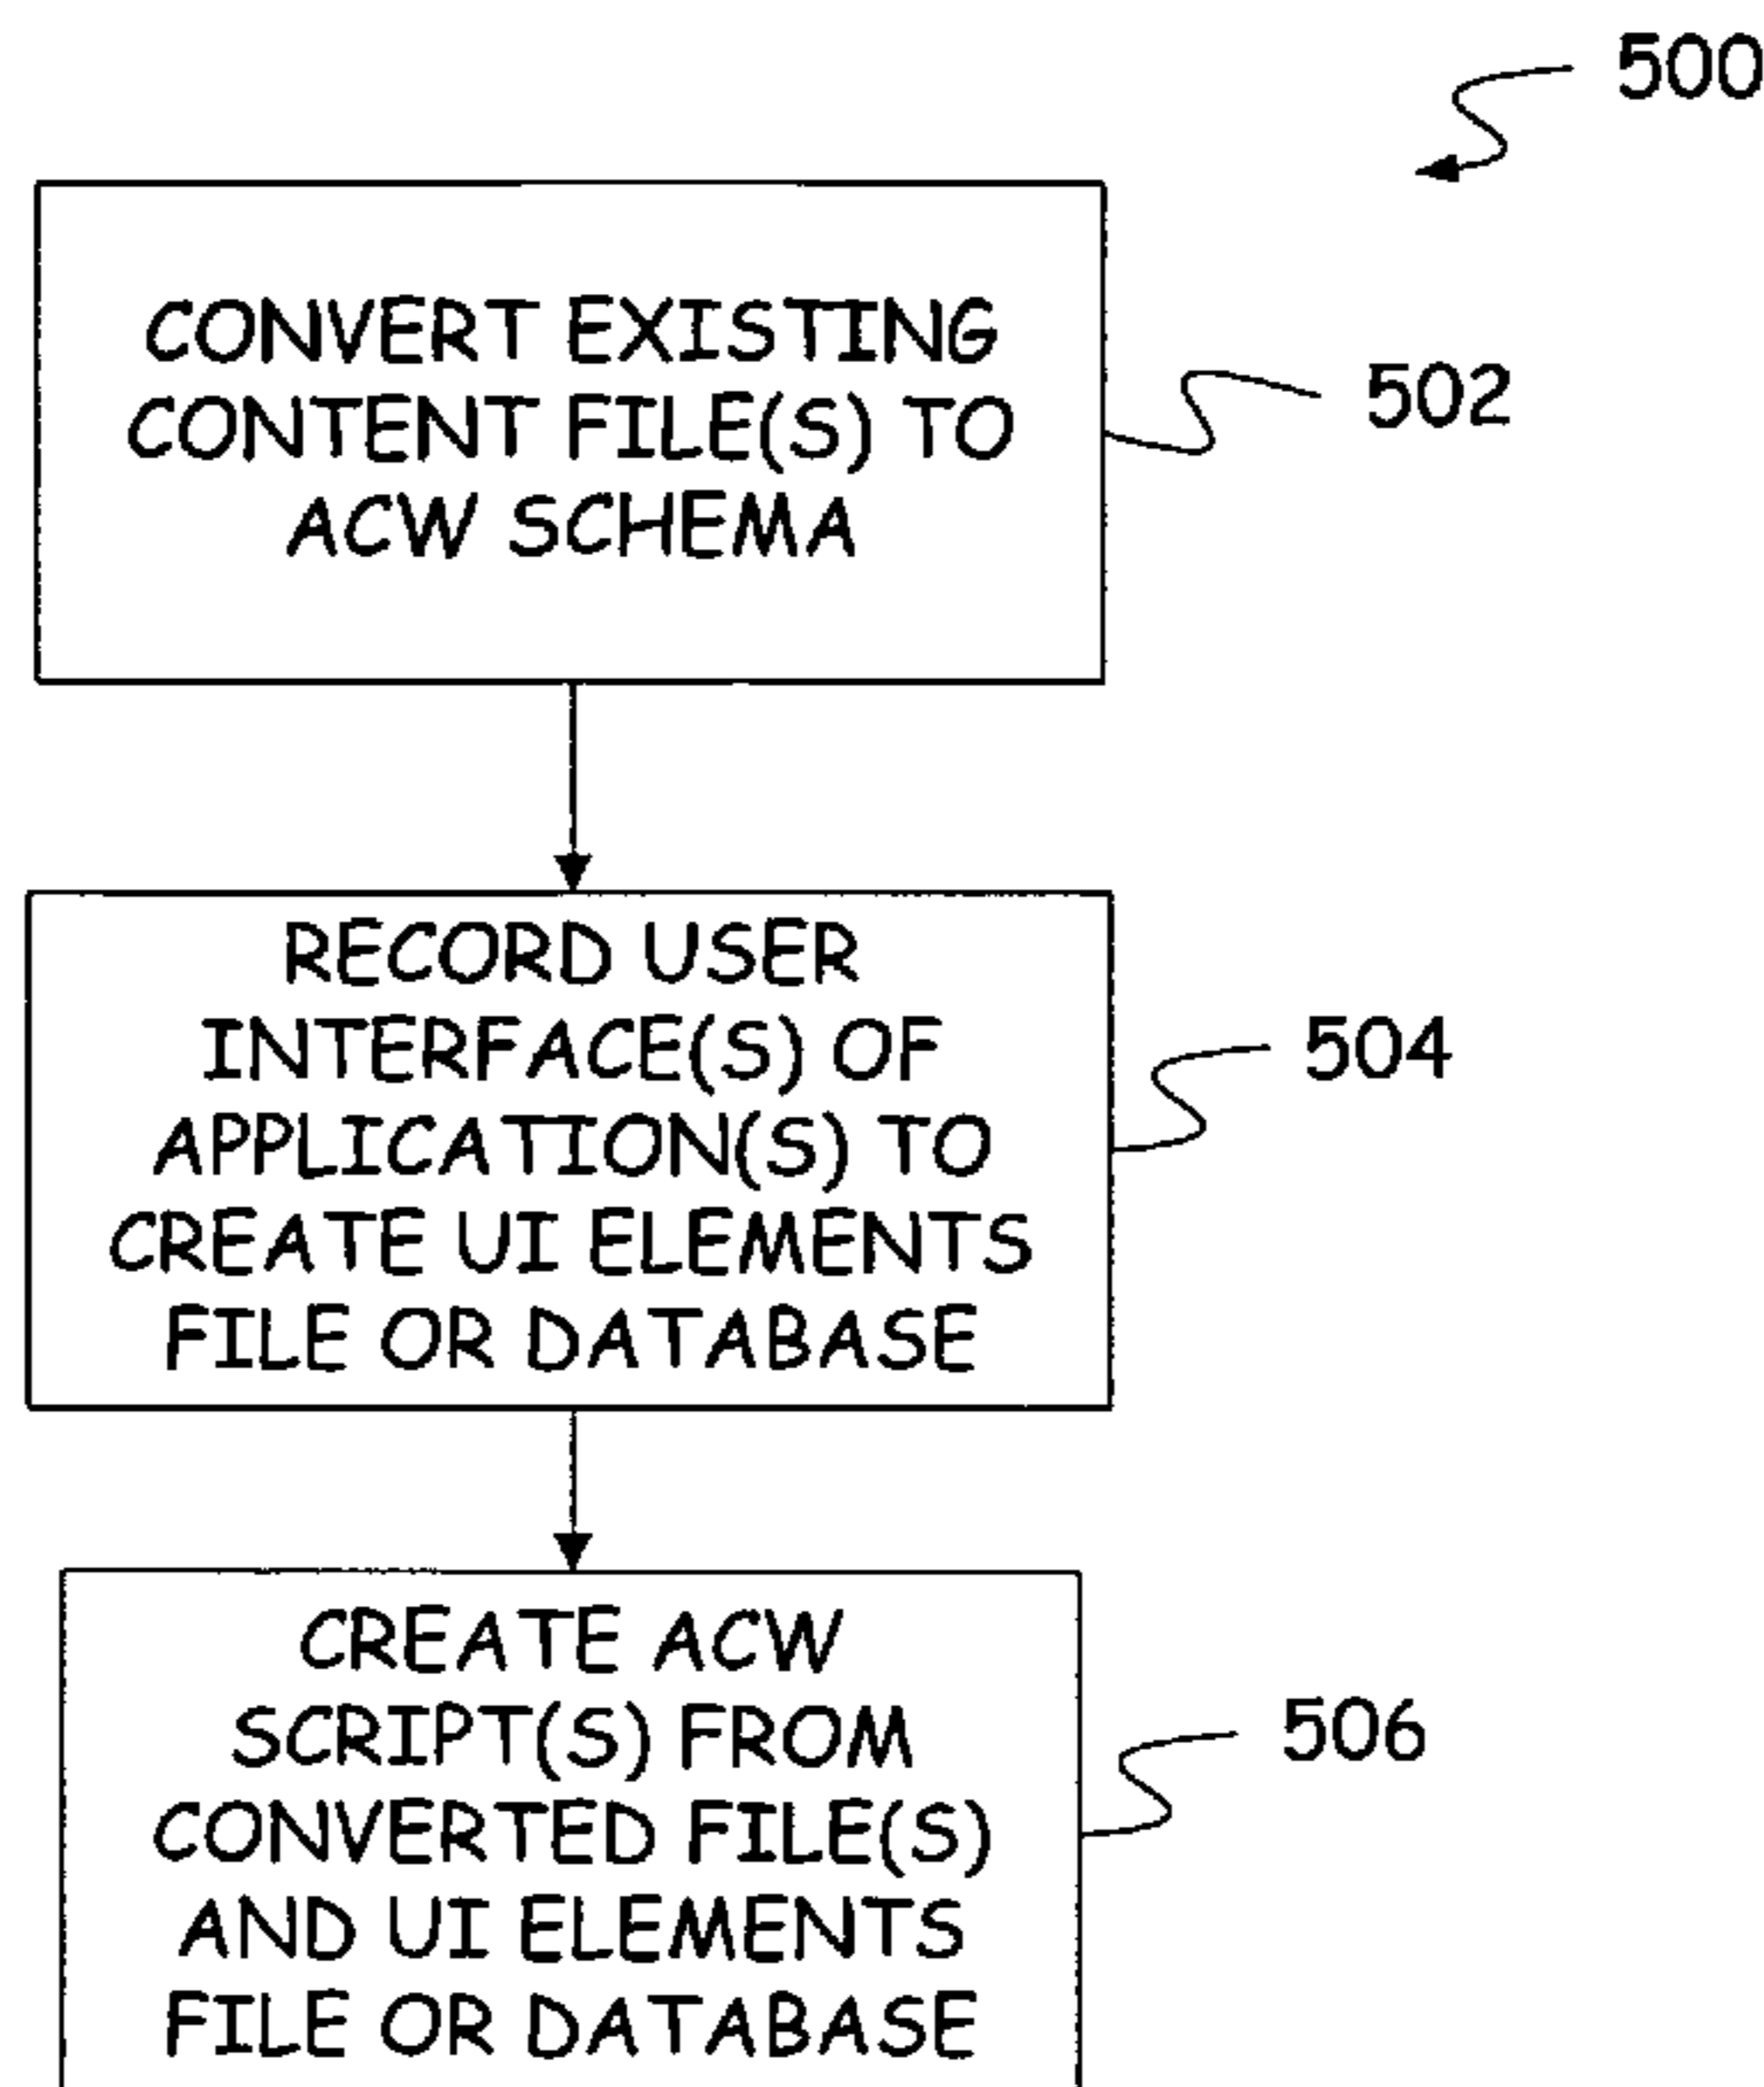 500
CONVERT EXISTING
CONTENT FILE(S) TO
ACW SCHEMA
502
RECORD USER
INTERFACE(S) OF
APPLICATION(S) TO
CREATE UI ELEMENTS
FILE OR DATABASE
504
CREATE ACW
SCRIPT(S) FROM
CONVERTED FILE(S)
AND UI ELEMENTS
FILE OR DATABASE
506